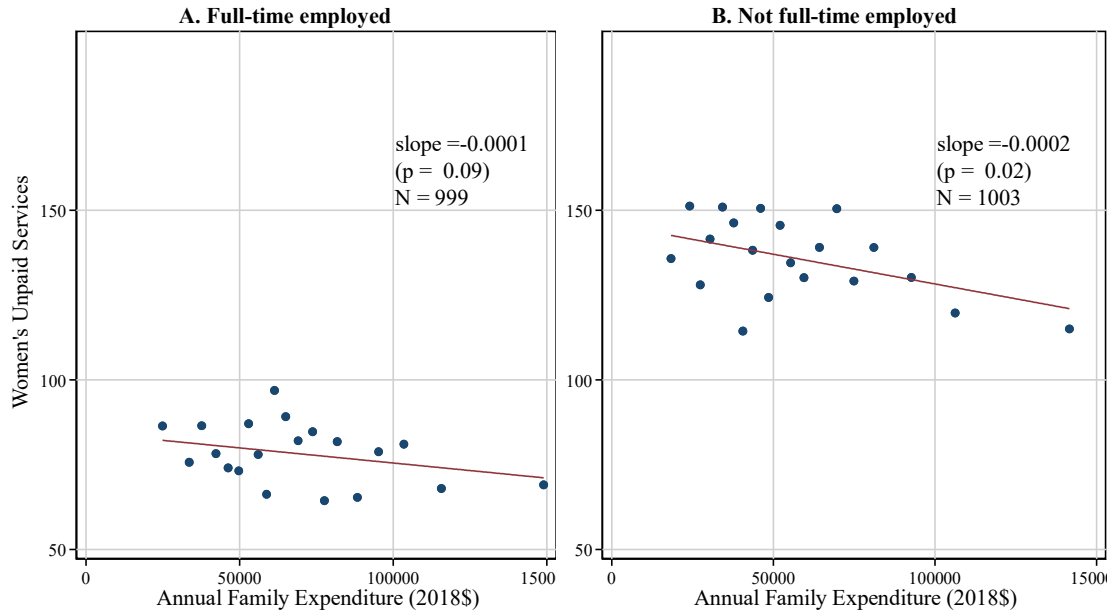 A. Full-time employed
slope =-0.0001
(p =  0.09)
N = 999
Women's Unpaid Services
150
100
50
0
50000
100000
1500
Annual Family Expenditure (2018$)
B. Not full-time employed
slope =-0.0002
(p =  0.02)
N = 1003
150
100
50
0
50000
100000
15000
Annual Family Expenditure (2018$)